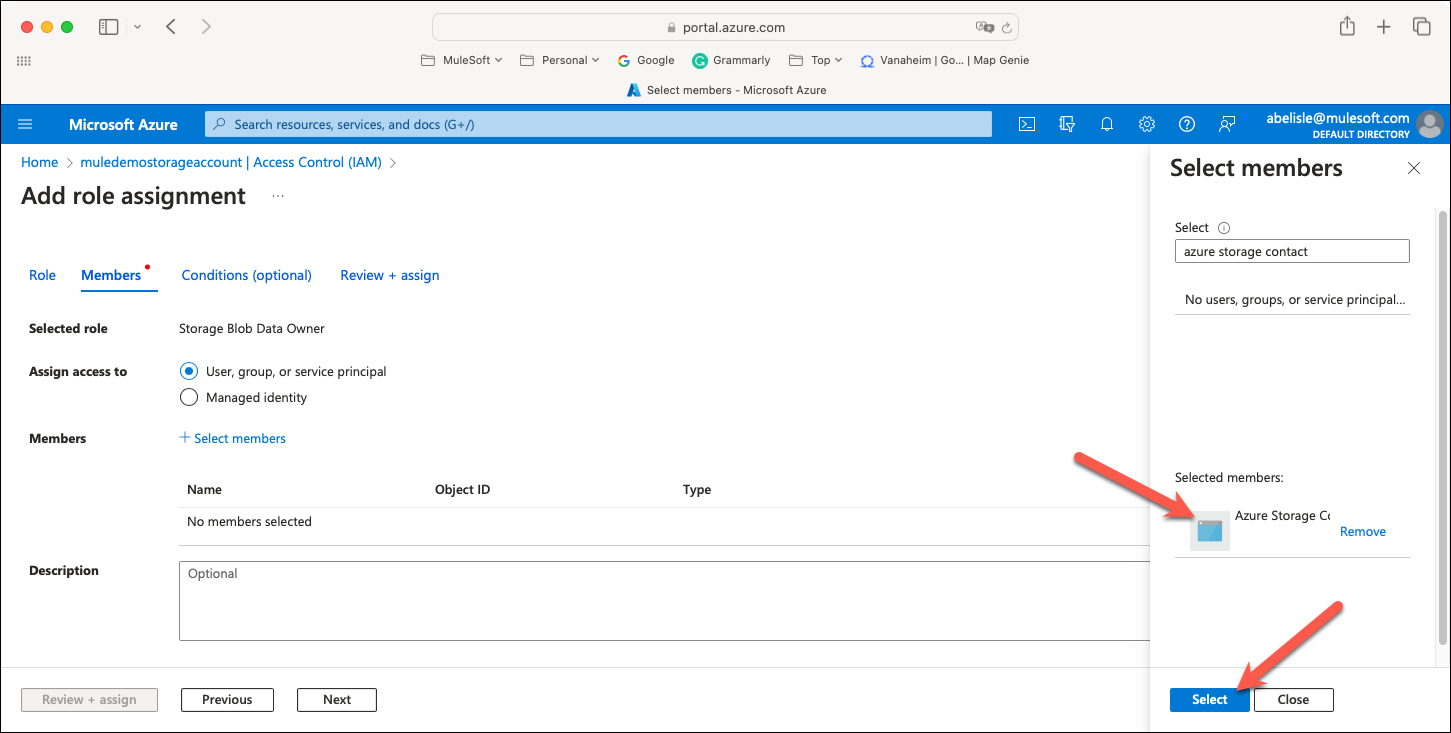 portal.azure.com
MuleSoft Personal Google Grammarly Top Vanaheim | Go... | Map Genie
Select members - Microsoft Azure
Microsoft Azure
Search resources, services, and docs (G+/)
abelisle@mulesoft.com
DEFAULT DIRECTORY
Home > muledemostorageaccount | Access Control (IAM) >
Add role assignment ...
Role Members Conditions (optional) Review + assign
Selected role Storage Blob Data Owner
Assign access to User, group, or service principal
Managed identity
Members + Select members
Name Object ID Type
No members selected
Description Optional
Review + assign Previous Next
Select members
Select
azure storage contact
No users, groups, or service principal...
Selected members:
Azure Storage Co
Remove
Select Close